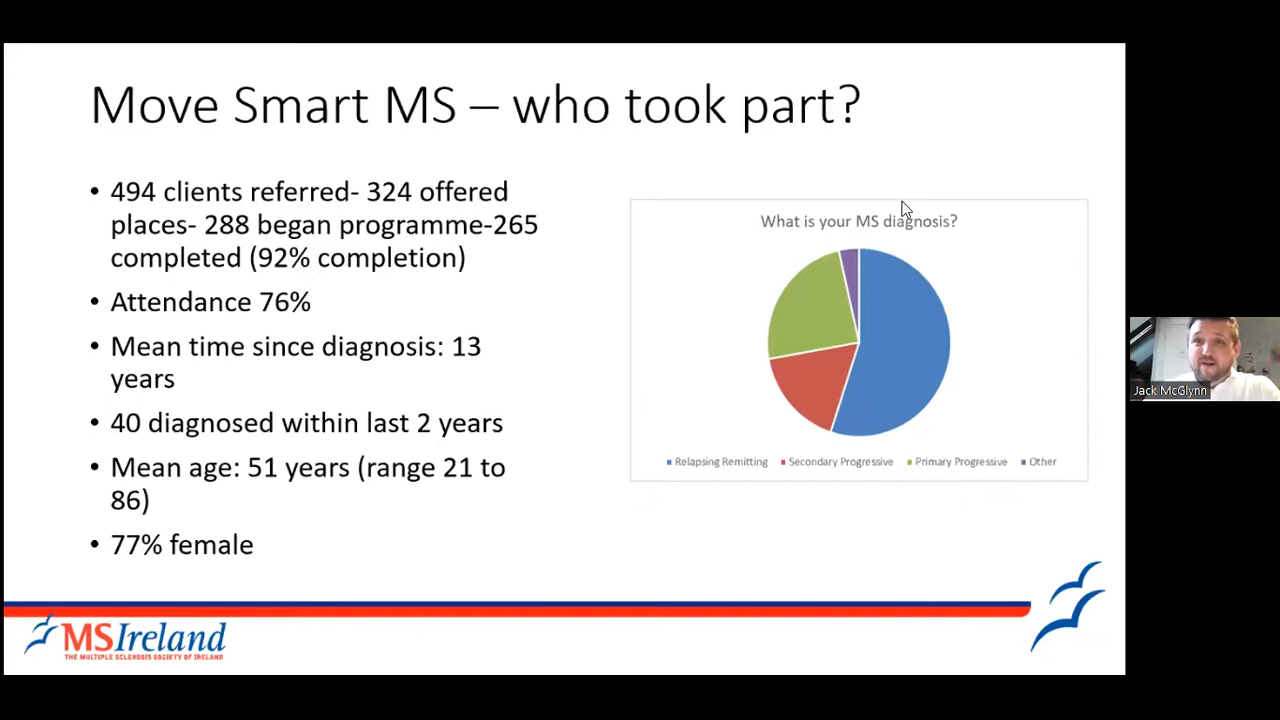 Move Smart MS – who took part?
• 494 clients referred- 324 offered
places- 288 began programme-265
completed (92% completion)
• Attendance 76%
• Mean time since diagnosis: 13
years
• 40 diagnosed within last 2 years
• Mean age: 51 years (range 21 to
86)
• 77% female
What is your MS diagnosis?
Relapsing Remitting Secondary Progressive Primary Progressive Other
Jack McGlynn
MSIreland
THE MULTIPLE SCLEROSIS SOCIETY OF IRELAND